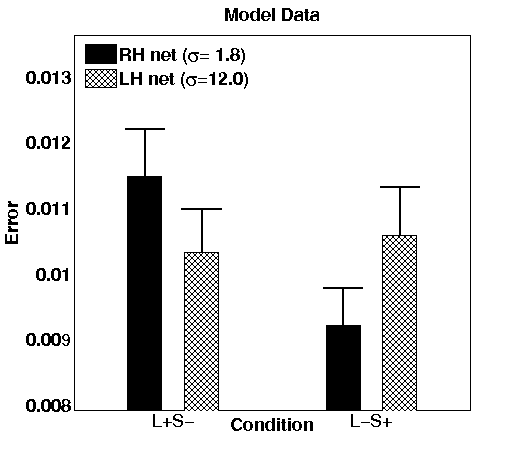 Model Data
RH net (σ= 1.8)
LH net (σ=12.0)
0.013
0.012
0.011
0.01
0.009
0.008
Error
L+S−
L−S+
Condition